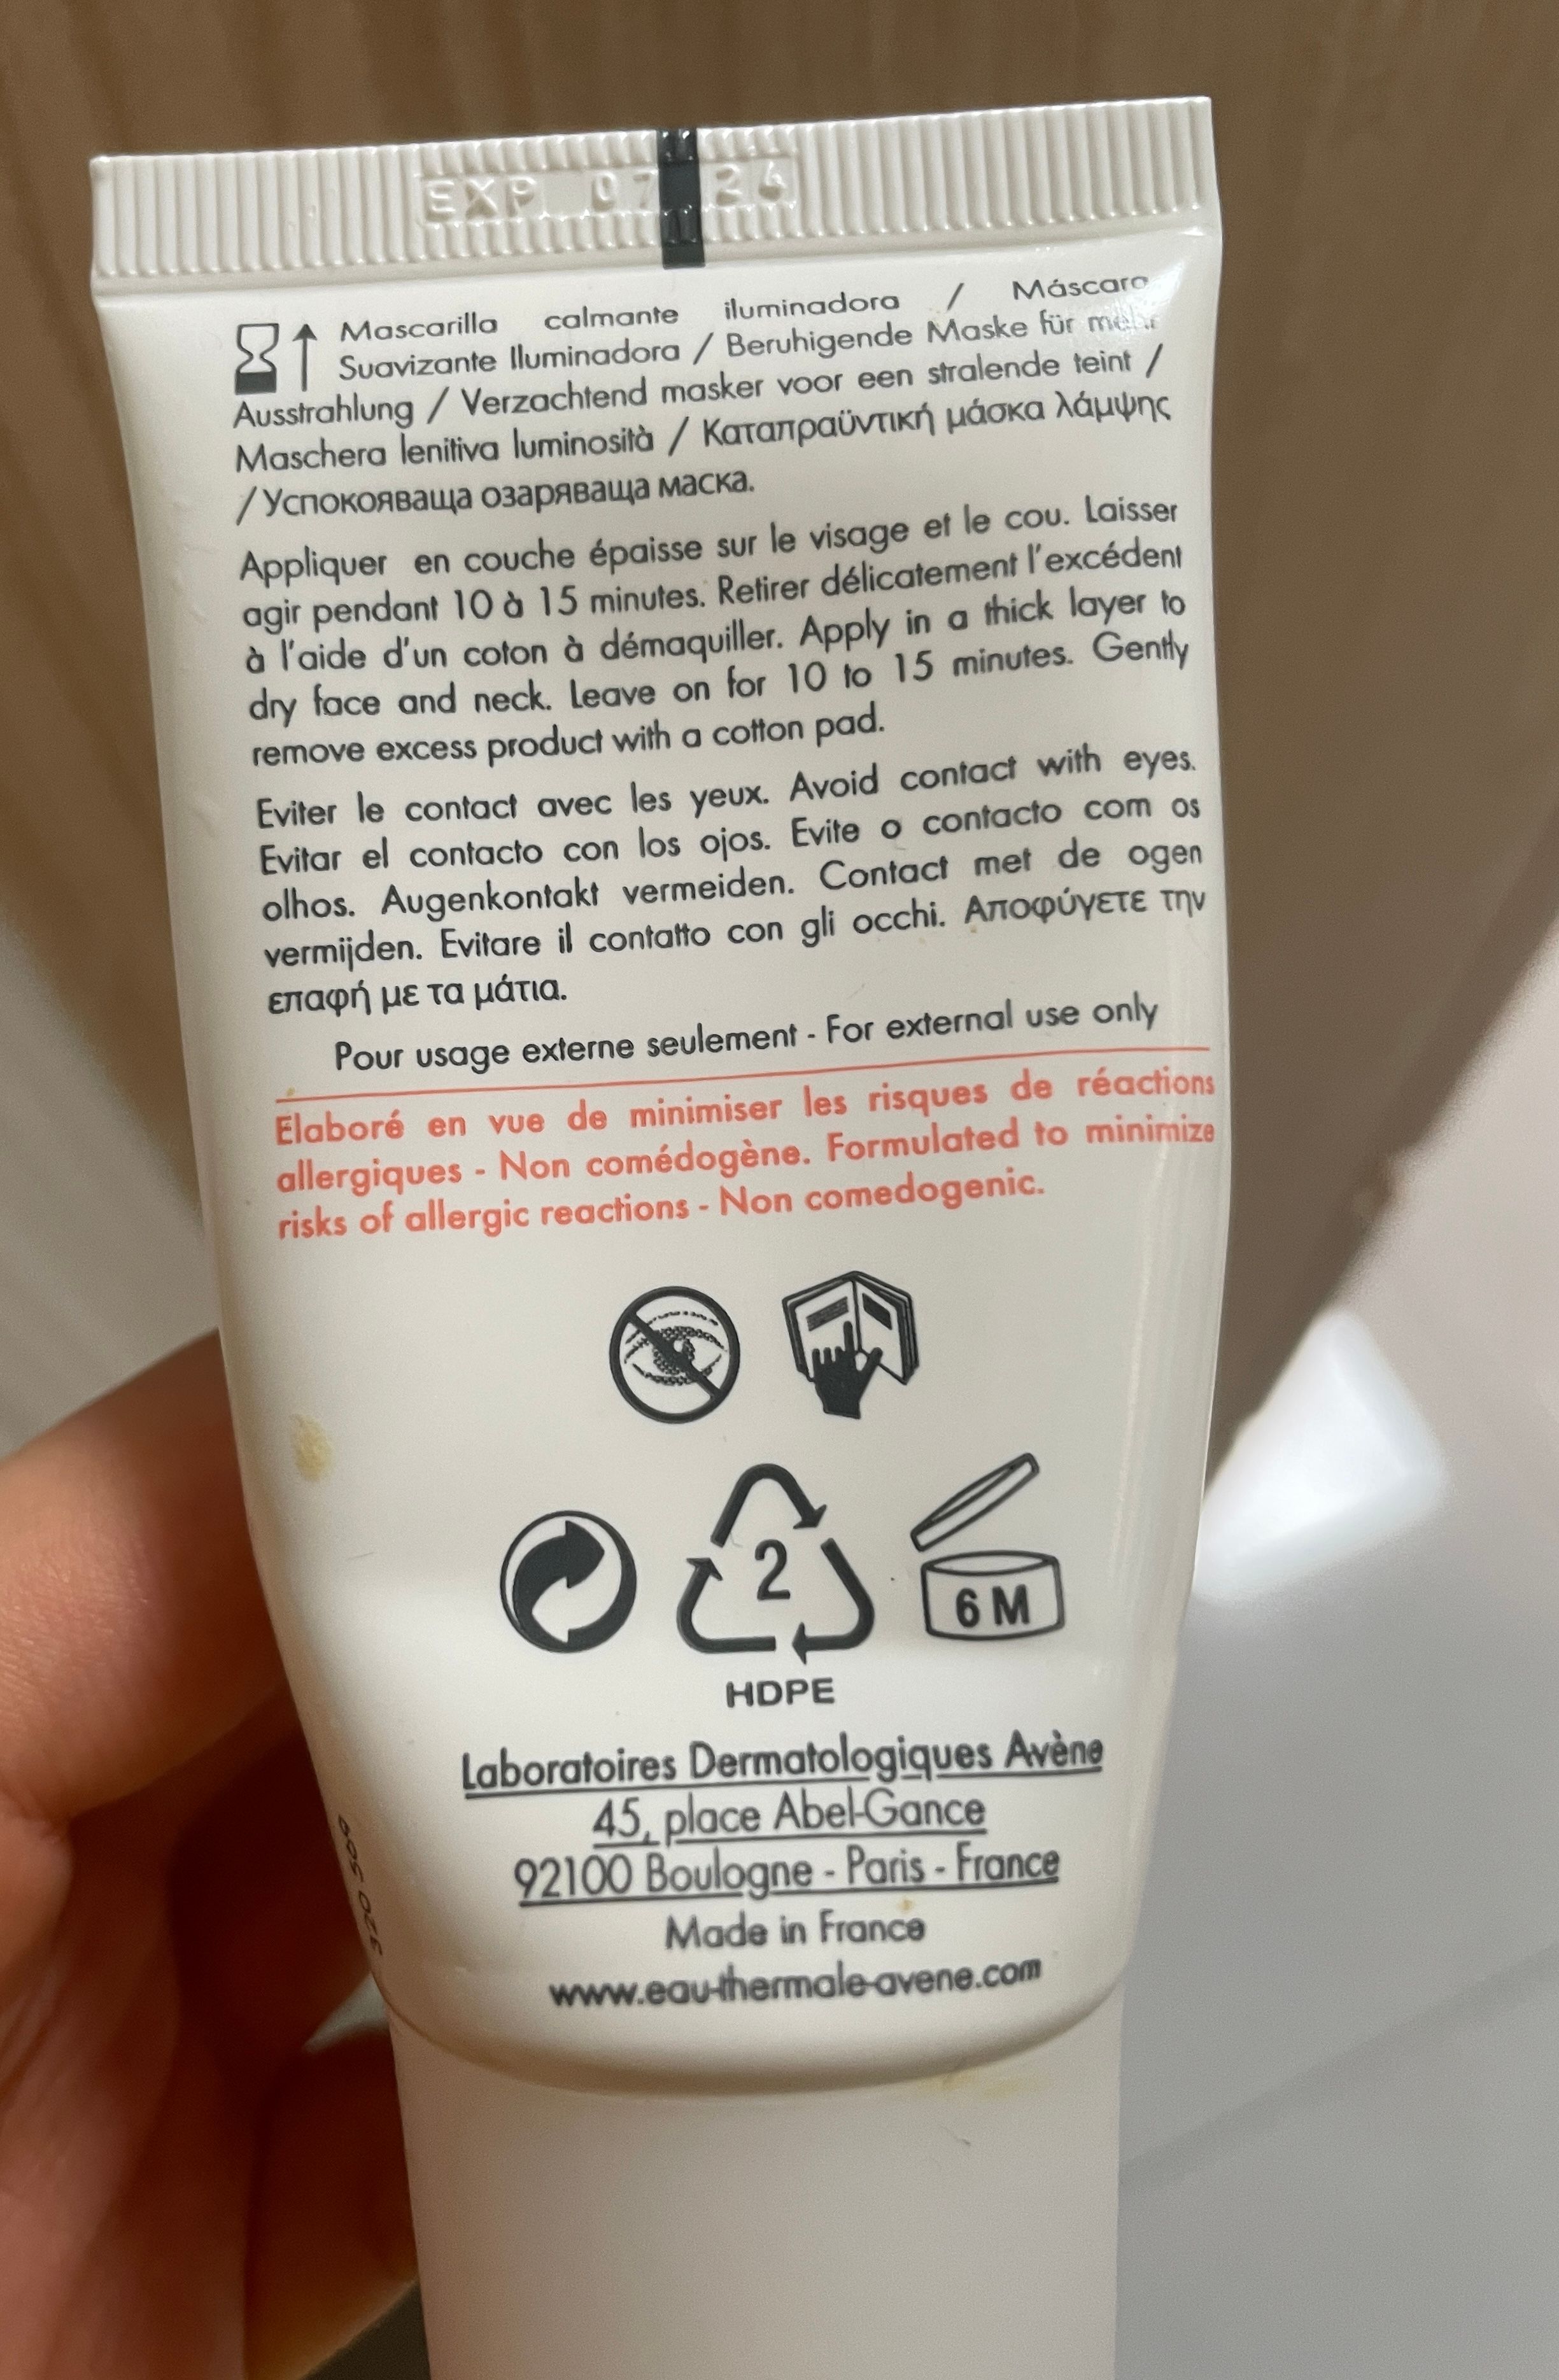 EXP 07 24
Mascarilla calmante iluminadora / Máscara
Suavizante Iluminadora / Beruhigende Maske für mehr
Ausstrahlung / Verzachtend masker voor een stralende teint /
Maschera lenitiva luminosità / Καταπραϋντική μάσκα λάμψης
/ Успокояваща озаряваща маска.
Appliquer en couche épaisse sur le visage et le cou. Laisser
agir pendant 10 à 15 minutes. Retirer délicatement l'excédent
à l'aide d'un coton à démaquiller. Apply in a thick layer to
dry face and neck. Leave on for 10 to 15 minutes. Gently
remove excess product with a cotton pad.
Eviter le contact avec les yeux. Avoid contact with eyes.
Evitar el contacto con los ojos. Evite o contacto com os
olhos. Augenkontakt vermeiden. Contact met de ogen
vermijden. Evitare il contatto con gli occhi. Αποφύγετε την
επαφή με τα μάτια.
Pour usage externe seulement - For external use only
Elaboré en vue de minimiser les risques de réactions
allergiques - Non comédogène. Formulated to minimize
risks of allergic reactions - Non comedogenic.
2
6 M
HDPE
Laboratoires Dermatologiques Avène
45, place Abel-Gance
92100 Boulogne - Paris - France
Made in France
www.eau-thermale-avene.com